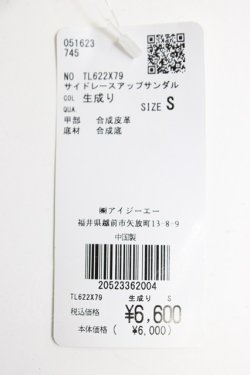 051623
745
NO TL622X79
サイドレースアップサンダル
COL 生成り
QUA. SIZE S
甲部 合成皮革
底材 合成底
㈱アイジーエー
福井県越前市矢放町13-8-9
中国製
20523362004
TL622X79 生成り S
税込価格 ¥6,600
本体価格 ( ¥6,000)